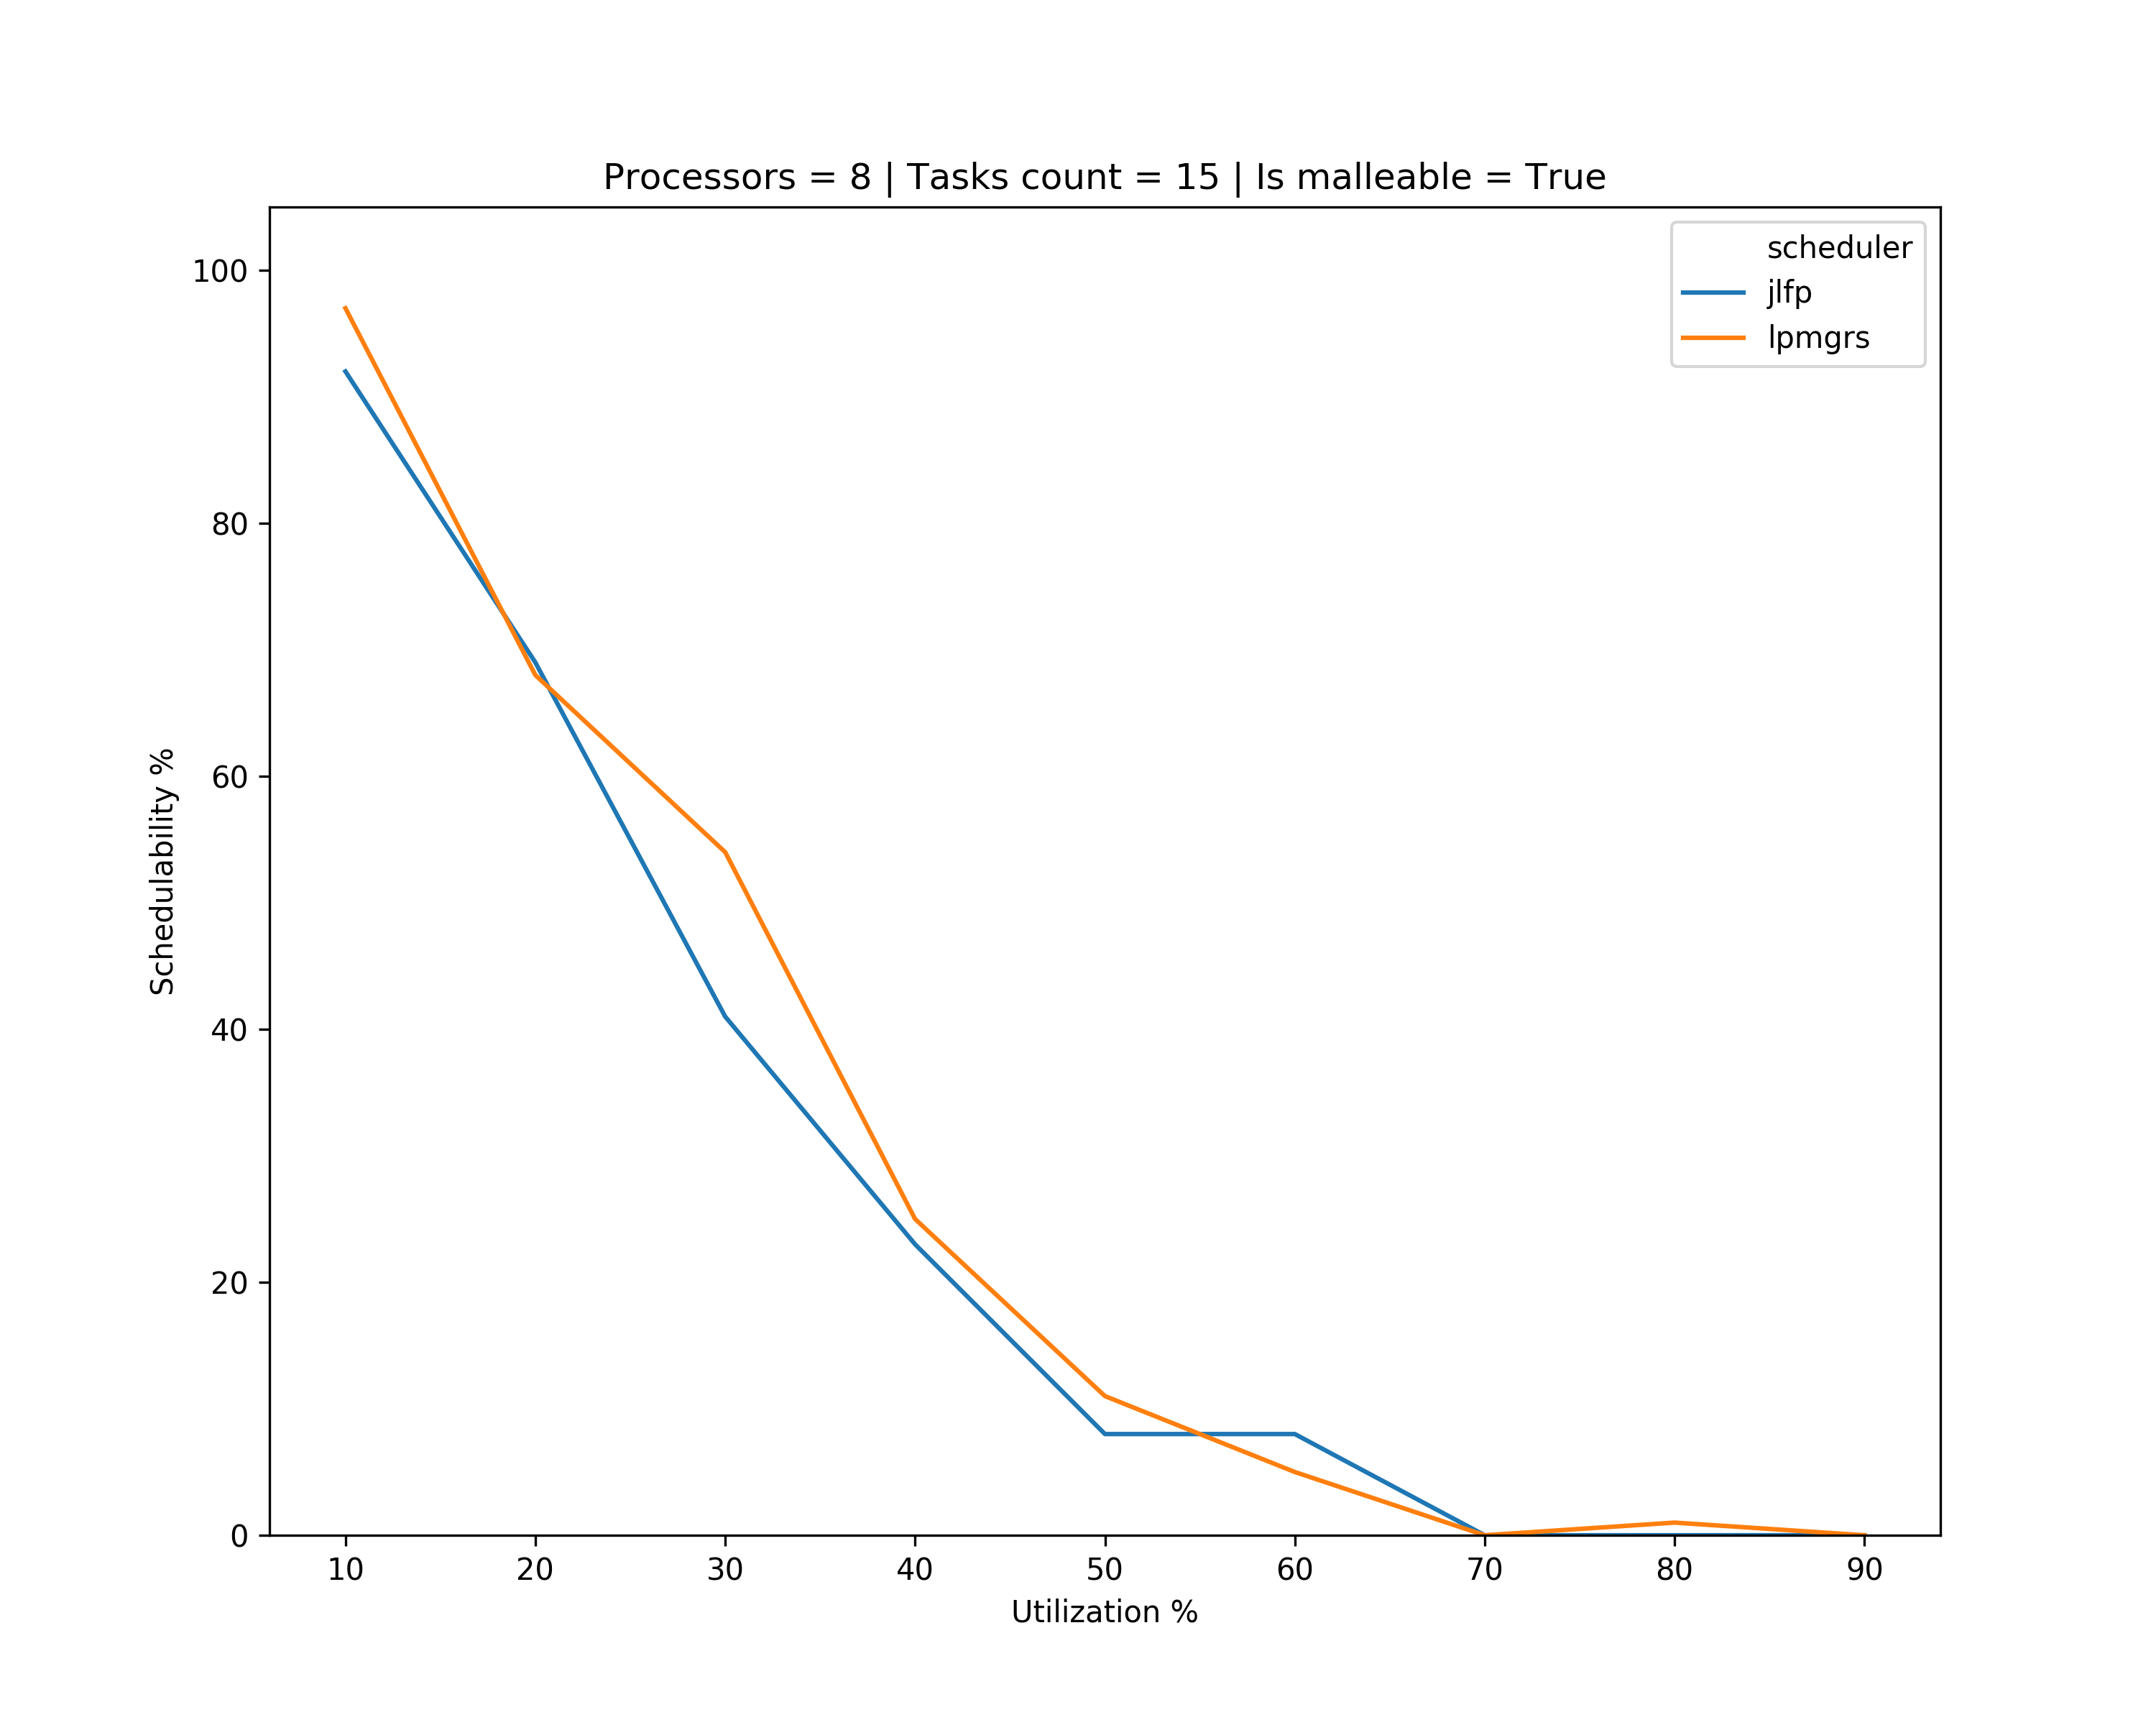 Processors = 8 | Tasks count = 15 | Is malleable = True
scheduler
jlfp
lpmgrs
Schedulability %
100
80
60
40
20
0
10 20 30 40 50 60 70 80 90
Utilization %